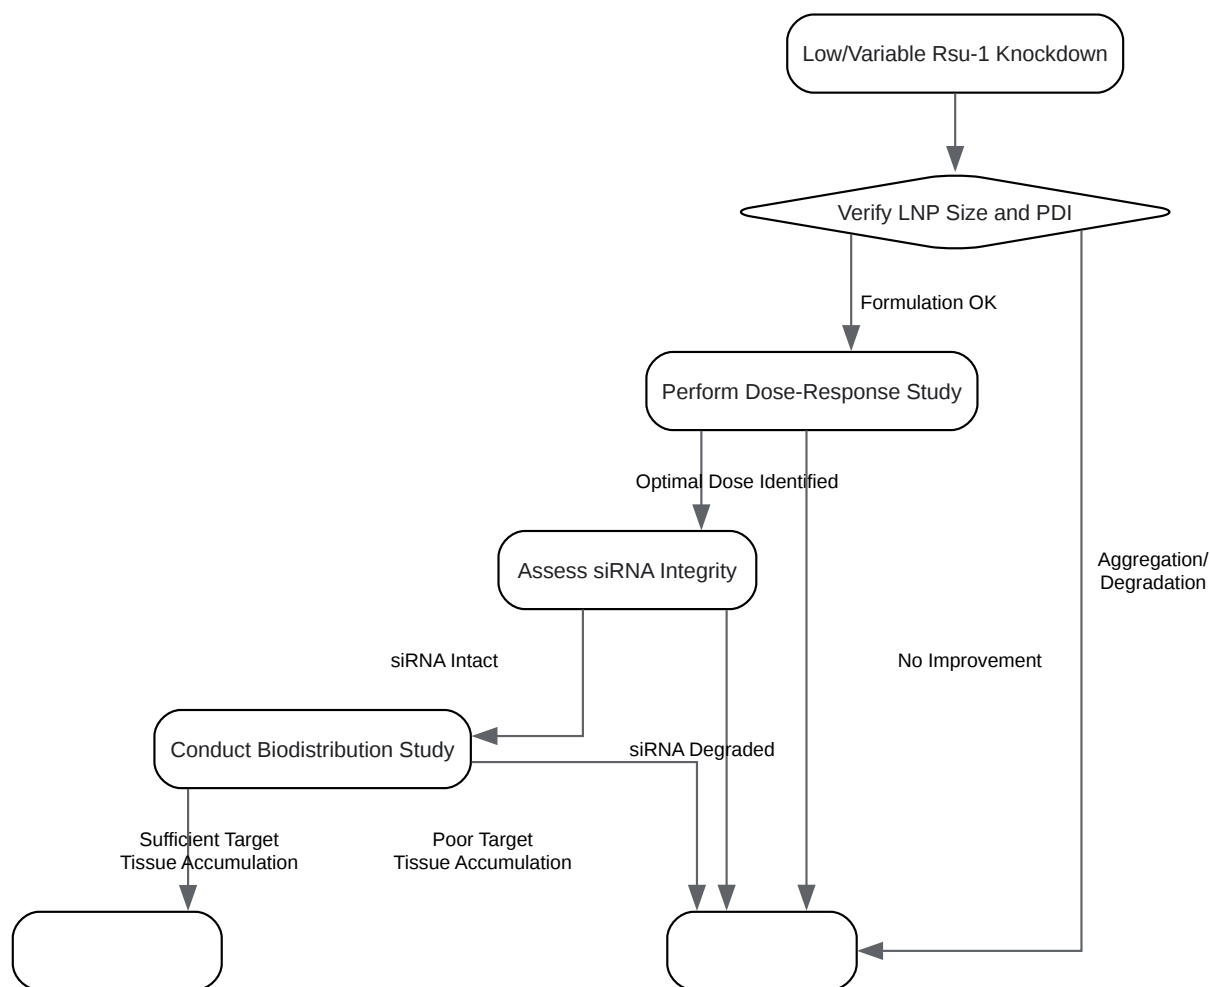 Low/Variable Rsu-1 Knockdown
Verify LNP Size and PDI
Formulation OK
Perform Dose-Response Study
Optimal Dose Identified
Assess siRNA Integrity
Aggregation/
Degradation
siRNA Intact
No Improvement
Conduct Biodistribution Study
siRNA Degraded
Sufficient Target
Tissue Accumulation
Poor Target
Tissue Accumulation